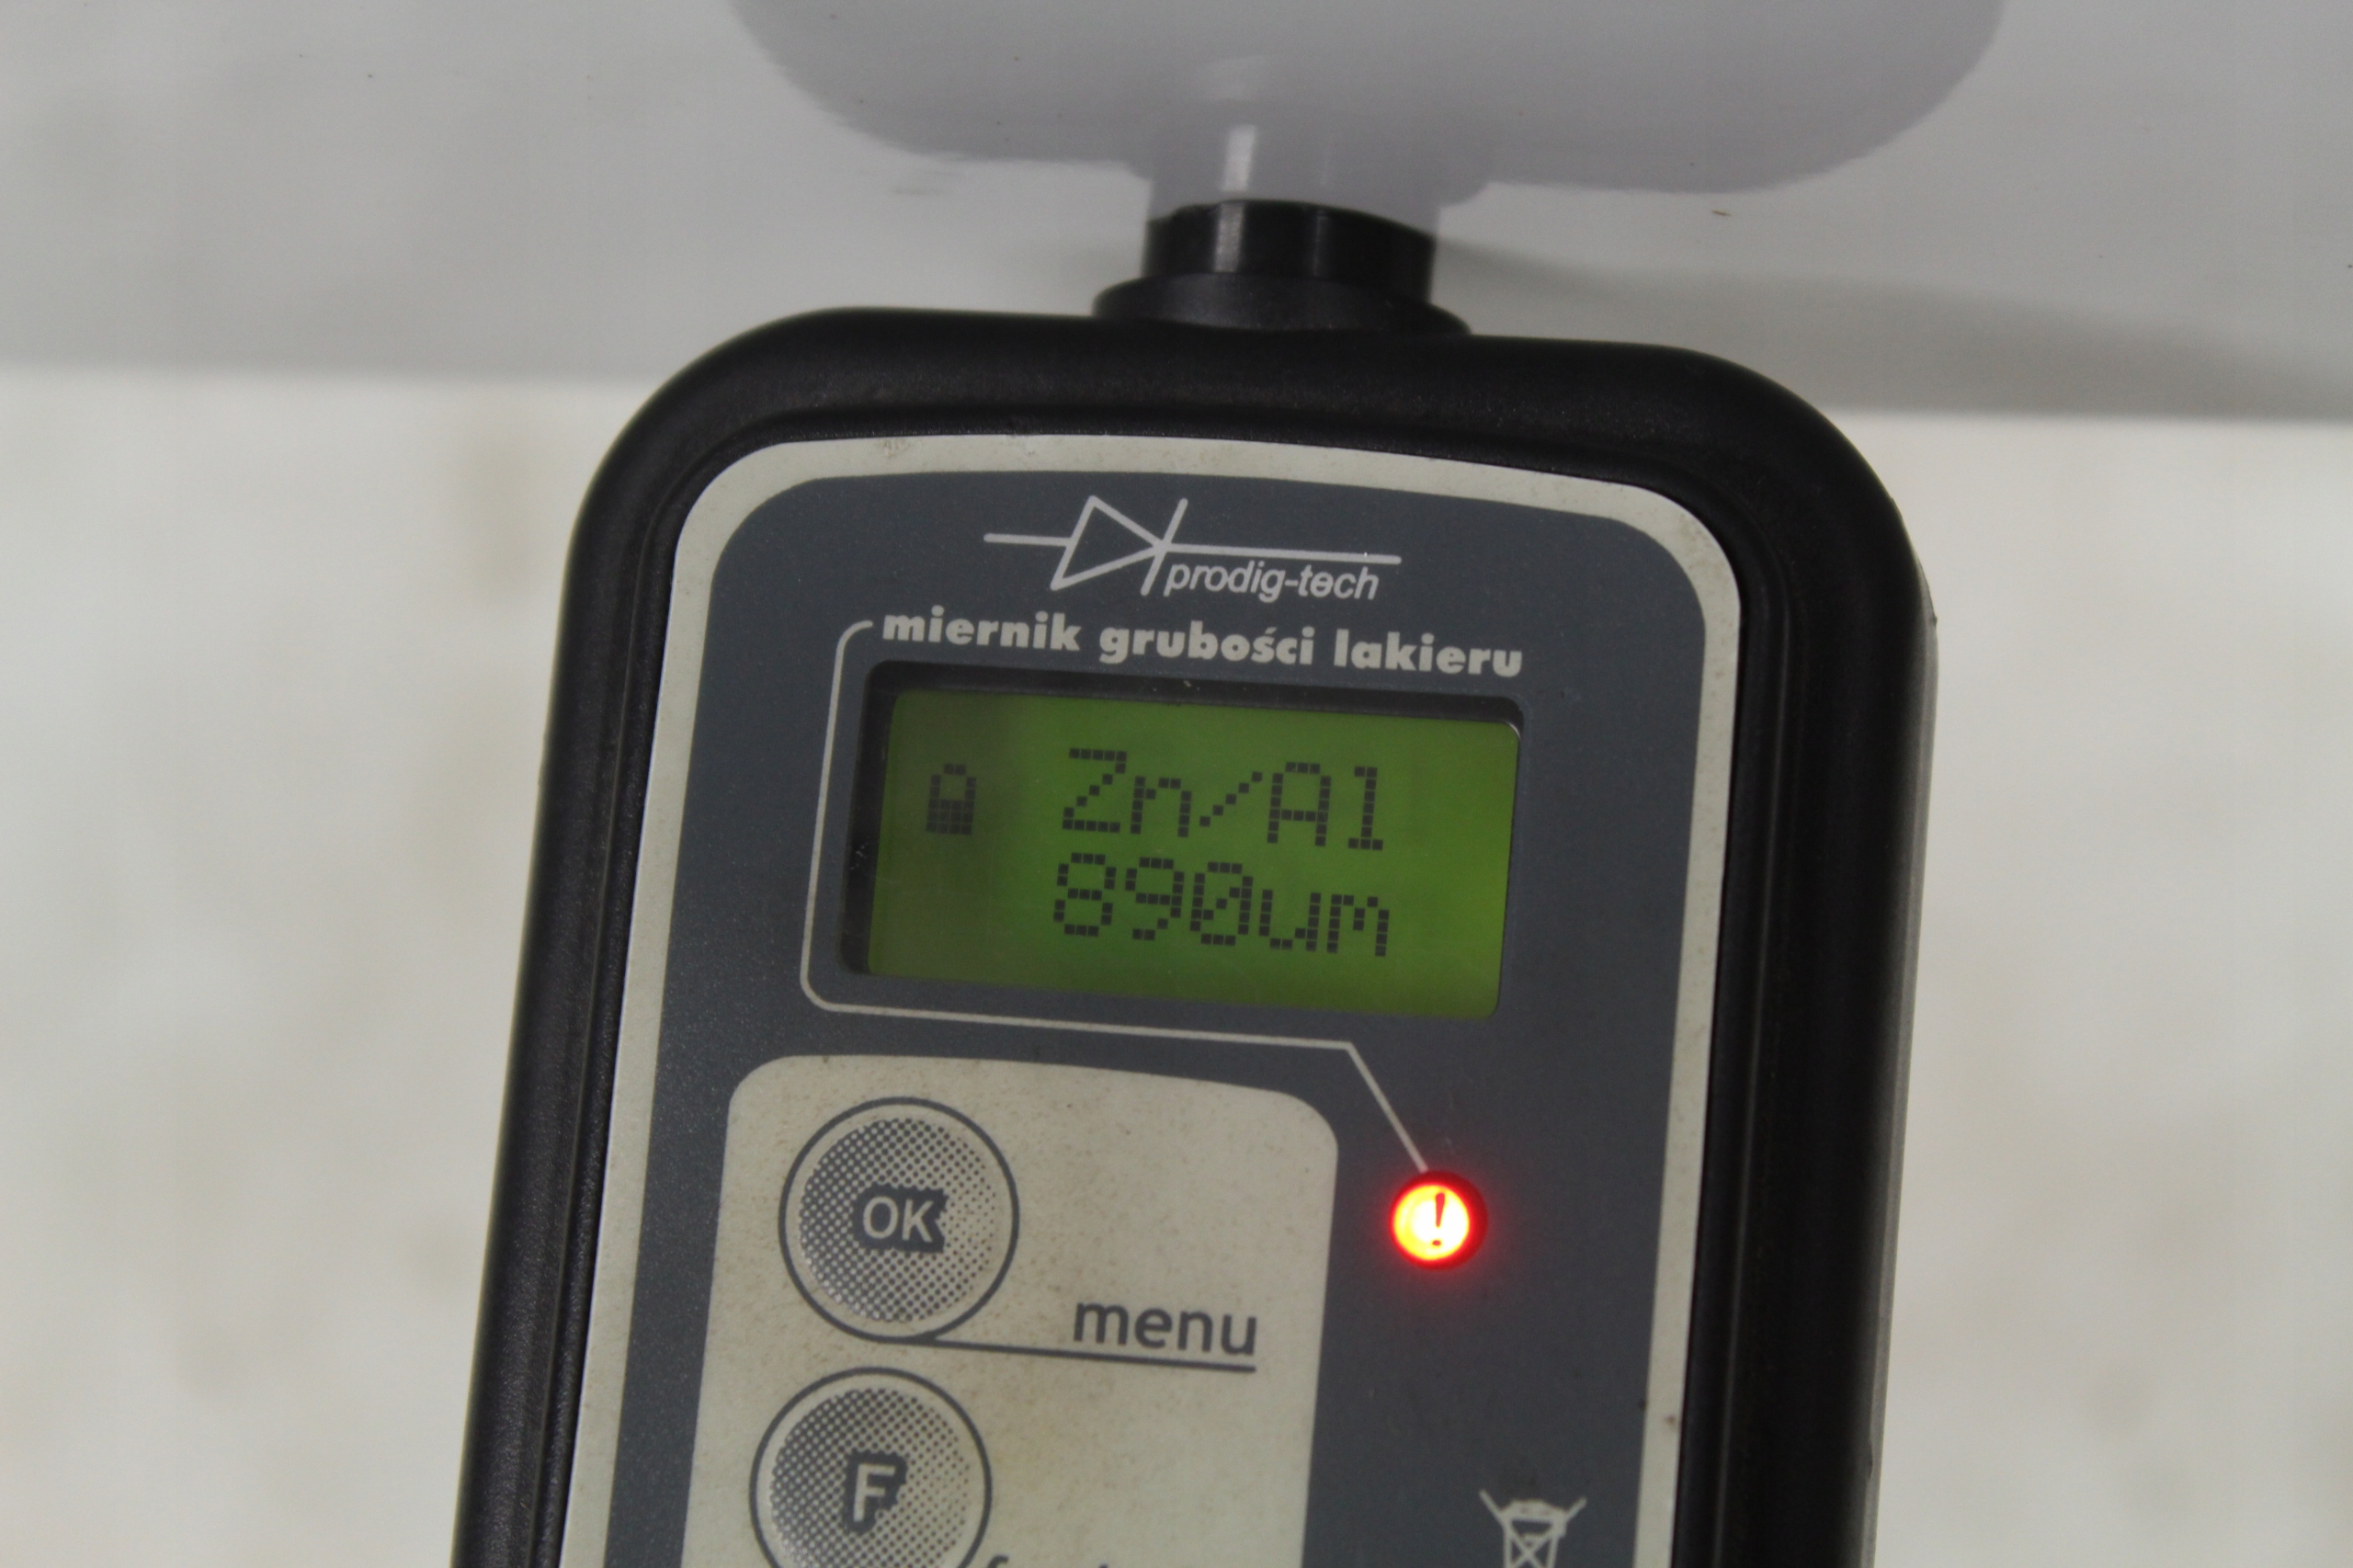 prodig-tech
miernik grubości lakieru
Zn/Al
890um
!
OK
menu
F